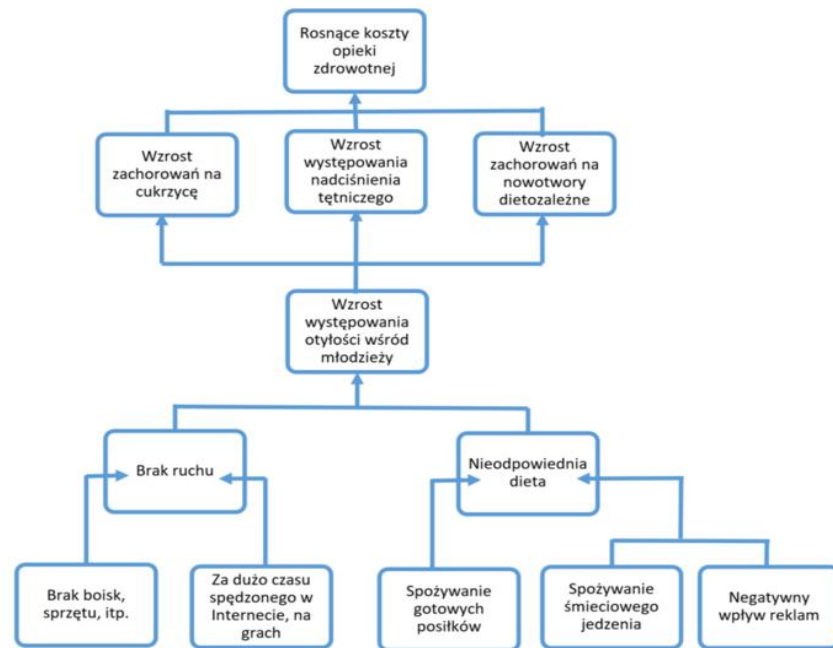 Rosnące koszty
opieki
zdrowotnej
Wzrost
zachorowań na
cukrzycę
Wzrost
występowania
nadciśnienia
tętniczego
Wzrost
zachorowań na
nowotwory
dietozależne
Wzrost
występowania
otyłości wśród
młodzieży
Brak ruchu
Nieodpowiednia
dieta
Brak boisk,
sprzętu, itp.
Za dużo czasu
spędzonego w
Internecie, na
grach
Spożywanie
gotowych
posiłków
Spożywanie
śmieciowego
jedzenia
Negatywny
wpływ reklam